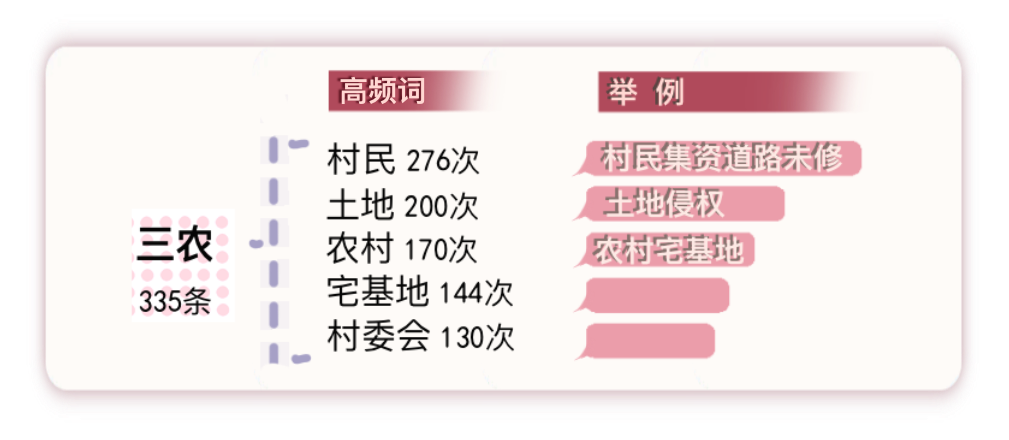 高频词 举 例
村民 276次 村民集资道路未修
土地 200次 土地侵权
三农
农村 170次 农村宅基地
335条
宅基地 144次
村委会 130次